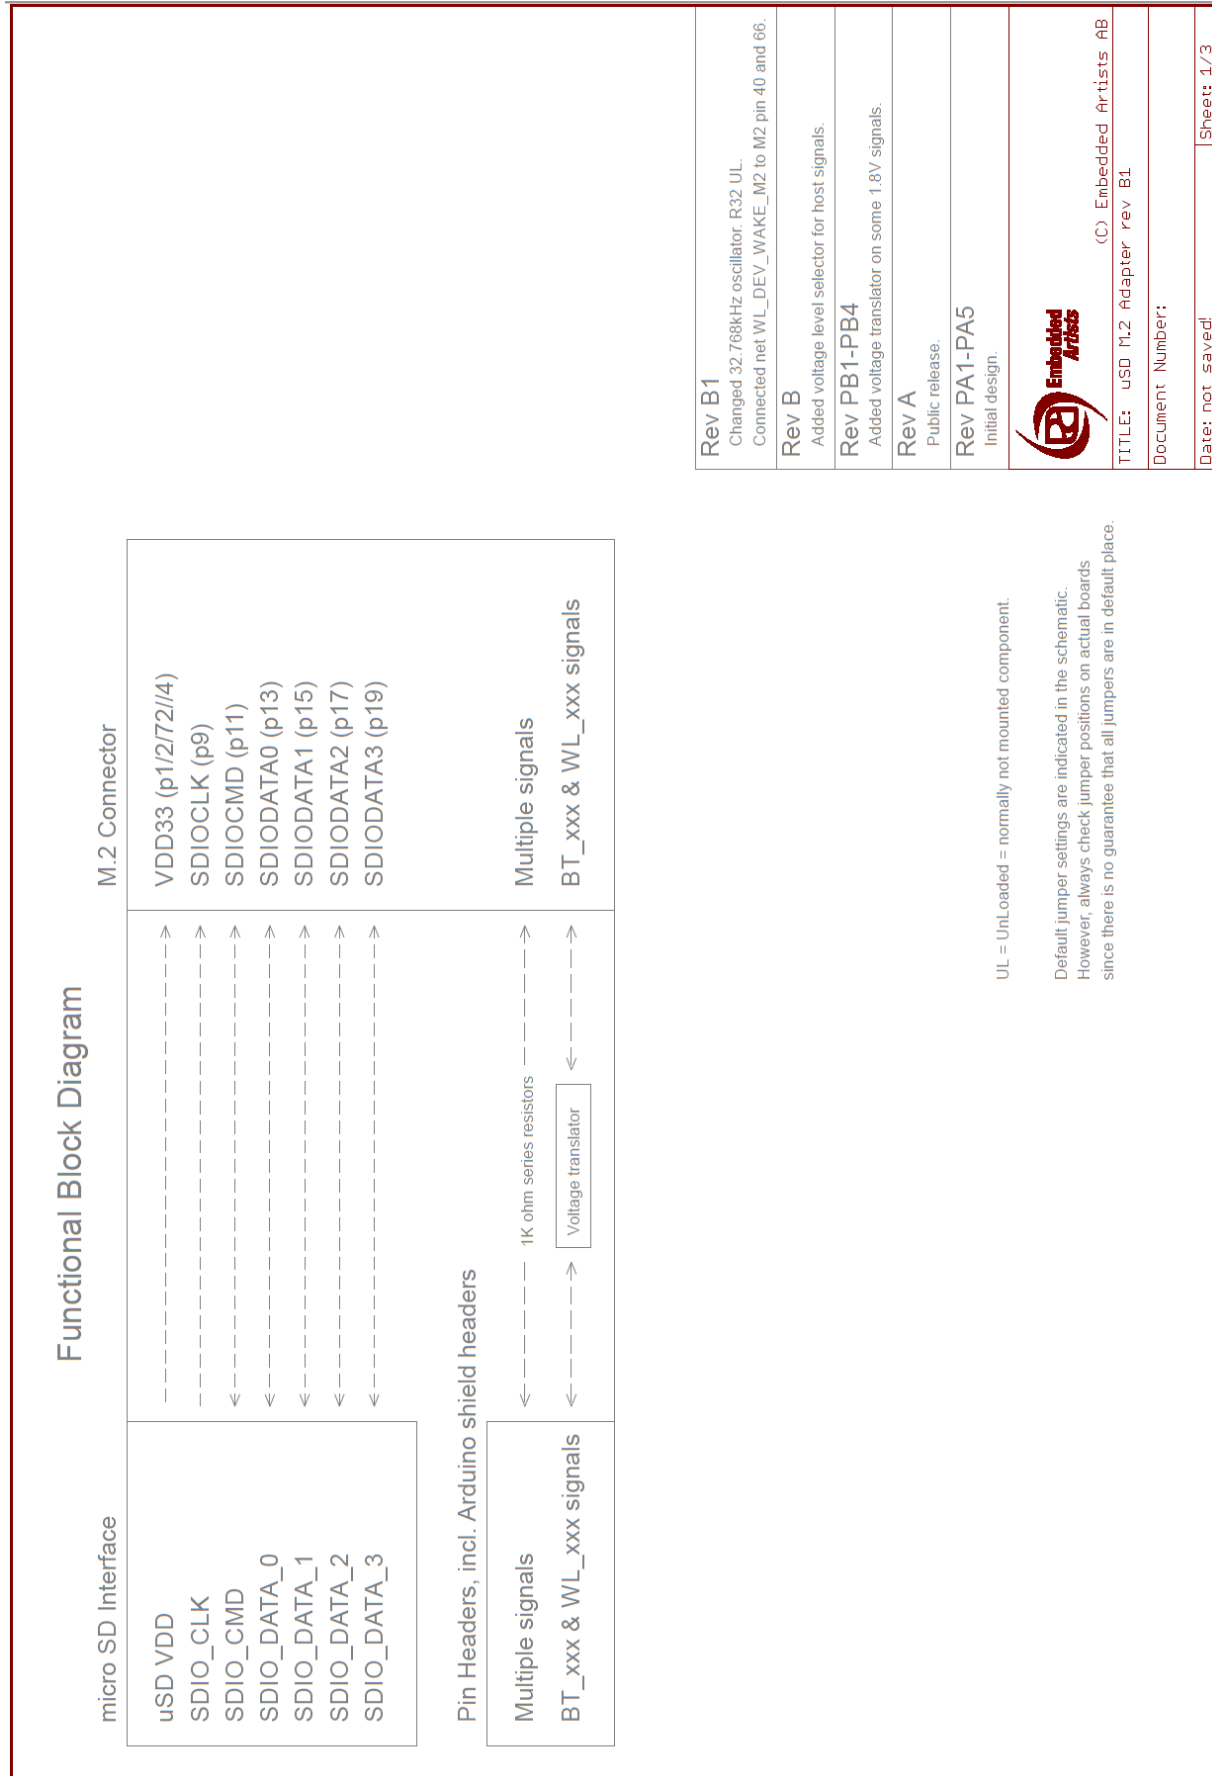 Functional Block Diagram
micro SD Interface
M.2 Connector
uSD VDD
VDD33 (p1/2/72//4)
SDIO_CLK
SDIOCLK (p9)
SDIO_CMD
SDIOCMD (p11)
SDIO_DATA_0
SDIODATA0 (p13)
SDIO_DATA_1
SDIODATA1 (p15)
SDIO_DATA_2
SDIODATA2 (p17)
SDIO_DATA_3
SDIODATA3 (p19)
Pin Headers, incl. Arduino shield headers
Multiple signals
1K ohm series resistors
Multiple signals
BT_xxx & WL_xxx signals
Voltage translator
BT_xxx & WL_xxx signals
UL = UnLoaded = normally not mounted component.
Default jumper settings are indicated in the schematic.
However, always check jumper positions on actual boards
since there is no guarantee that all jumpers are in default place.
Rev B1
Changed 32.768kHz oscillator. R32 UL.
Connected net WL_DEV_WAKE_M2 to M2 pin 40 and 66.
Rev B
Added voltage level selector for host signals.
Rev PB1-PB4
Added voltage translator on some 1.8V signals.
Rev A
Public release.
Rev PA1-PA5
Initial design.
Embedded
Artists
(C) Embedded Artists AB
TITLE: uSD M.2 Adapter rev B1
Document Number:
Date: not saved!
Sheet: 1/3